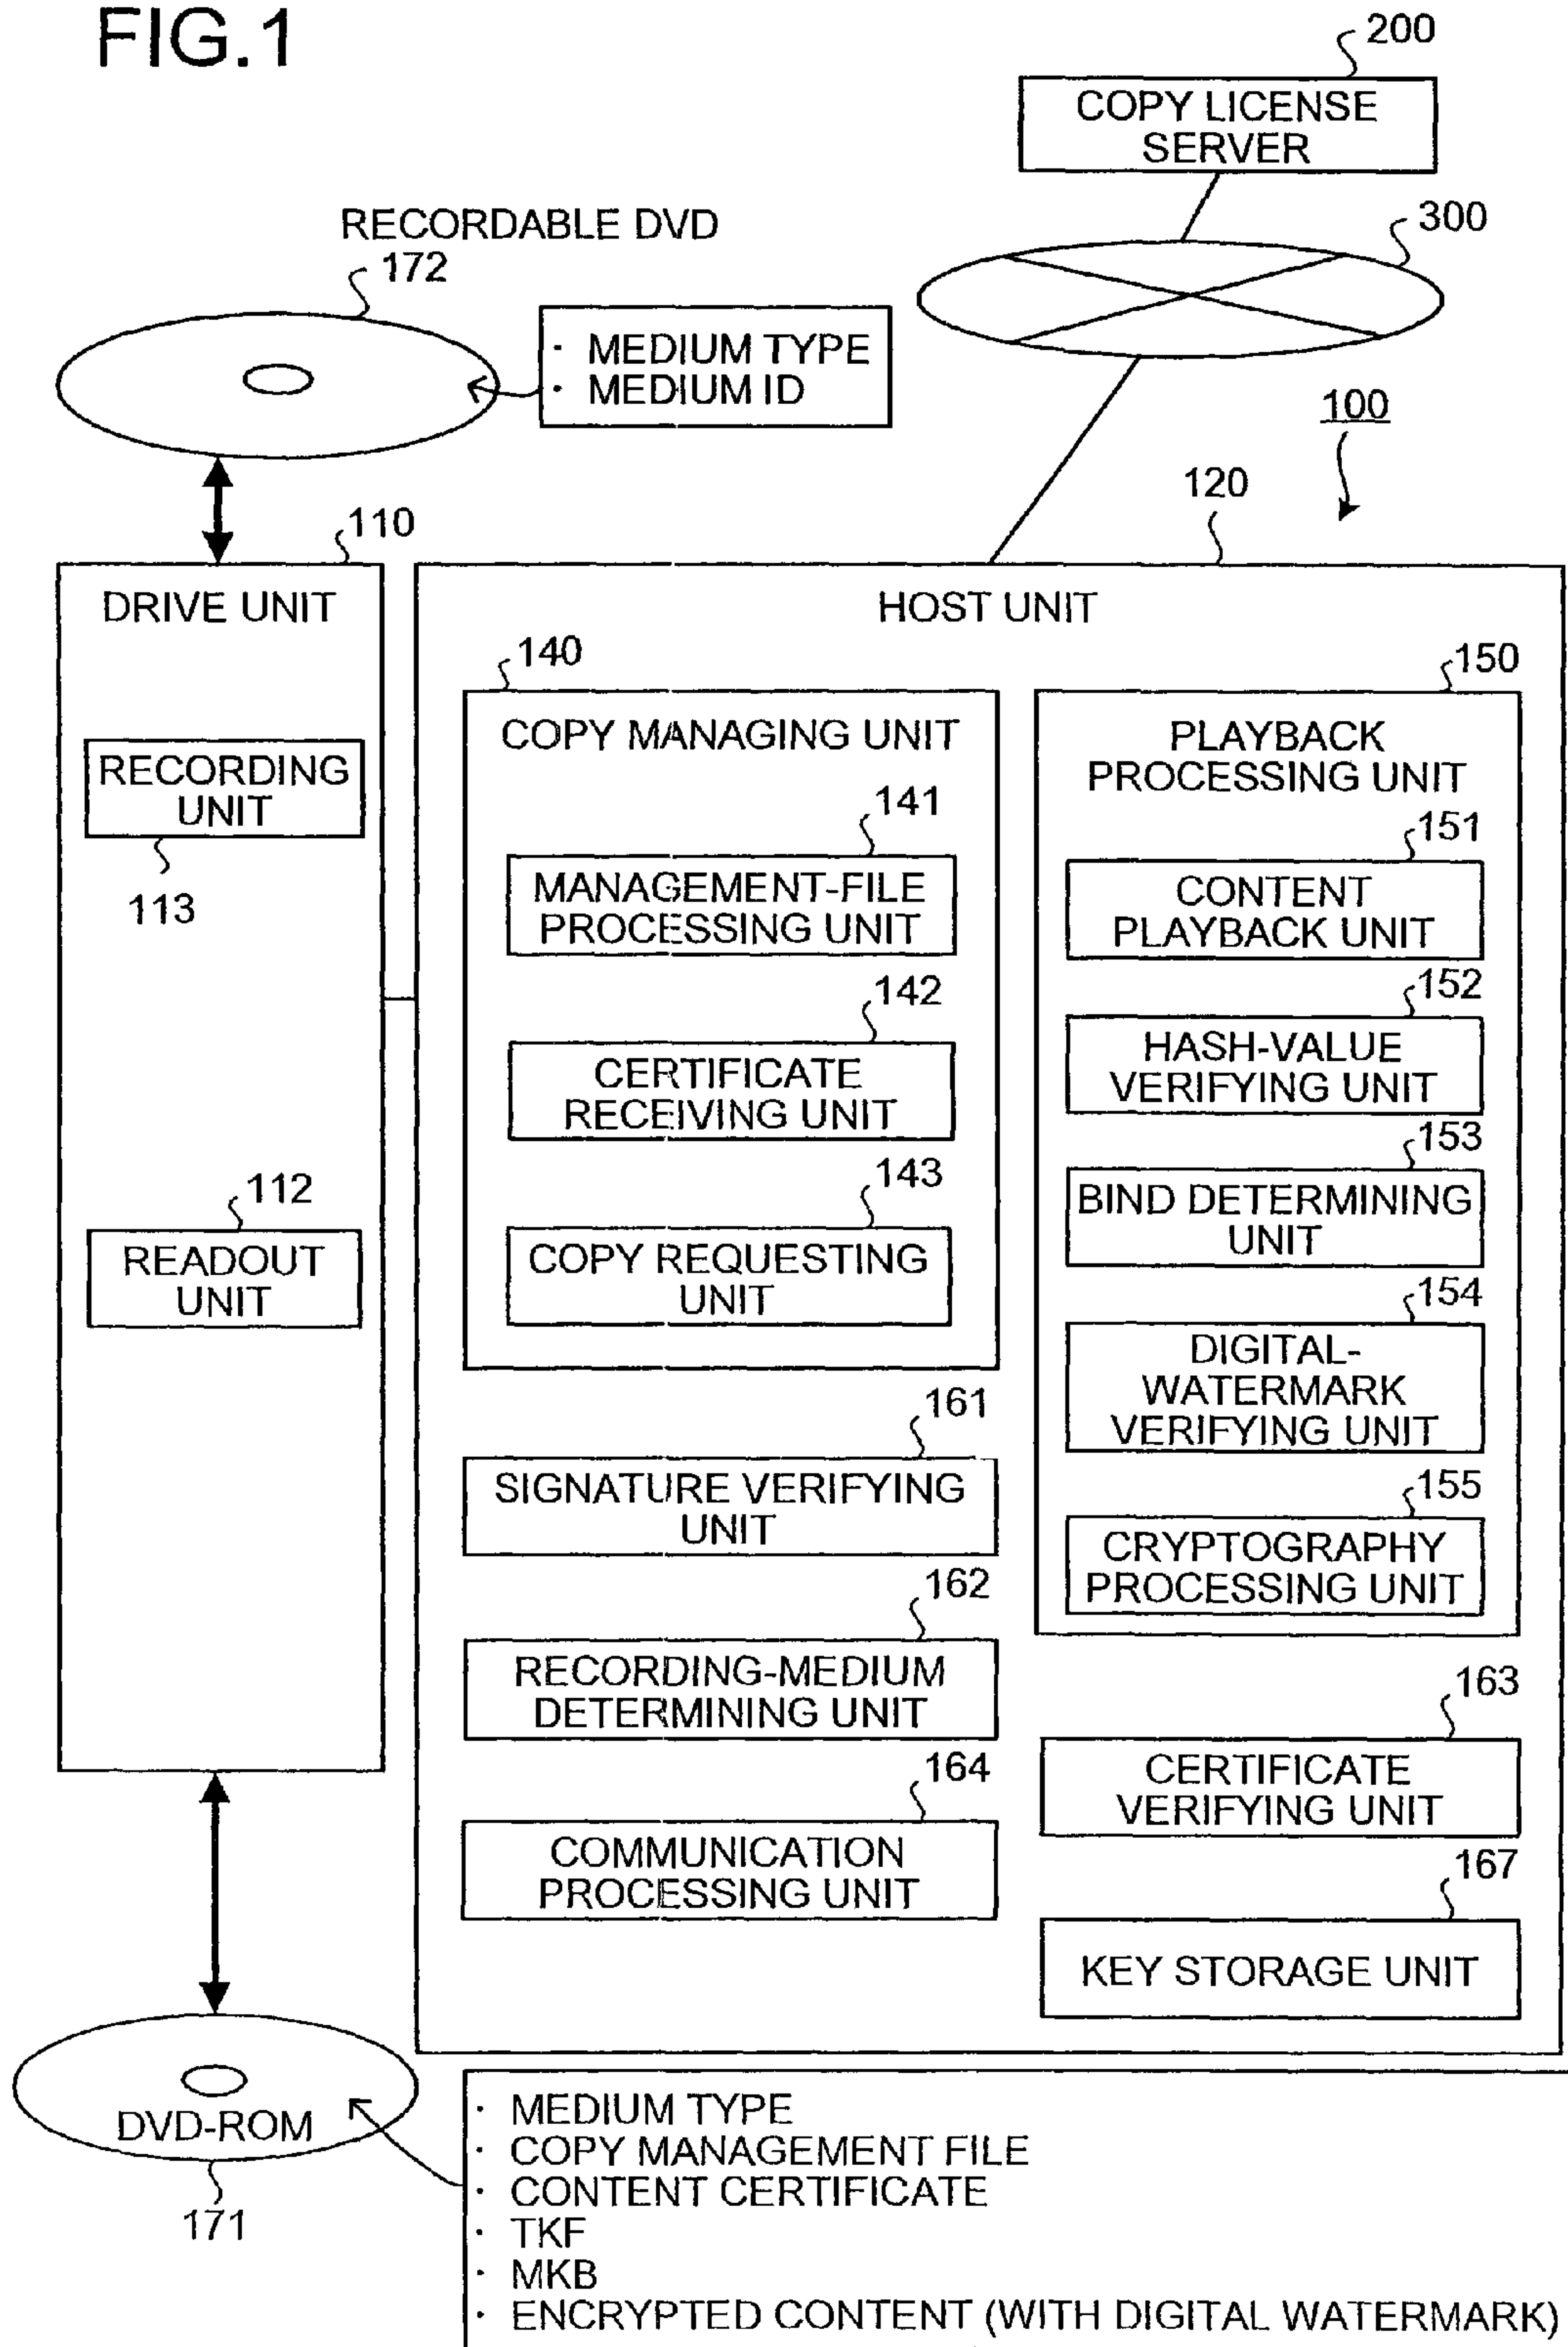 FIG.1
200
COPY LICENSE
SERVER
300
RECORDABLE DVD
172
· MEDIUM TYPE
· MEDIUM ID
100
120
110
DRIVE UNIT
HOST UNIT
RECORDING
UNIT
113
112
READOUT
UNIT
140
COPY MANAGING UNIT
141
MANAGEMENT-FILE
PROCESSING UNIT
142
CERTIFICATE
RECEIVING UNIT
143
COPY REQUESTING
UNIT
150
PLAYBACK
PROCESSING UNIT
151
CONTENT
PLAYBACK UNIT
152
HASH-VALUE
VERIFYING UNIT
153
BIND DETERMINING
UNIT
154
DIGITAL-
WATERMARK
VERIFYING UNIT
155
CRYPTOGRAPHY
PROCESSING UNIT
161
SIGNATURE VERIFYING
UNIT
162
RECORDING-MEDIUM
DETERMINING UNIT
163
CERTIFICATE
VERIFYING UNIT
164
COMMUNICATION
PROCESSING UNIT
167
KEY STORAGE UNIT
DVD-ROM
171
· MEDIUM TYPE
· COPY MANAGEMENT FILE
· CONTENT CERTIFICATE
· TKF
· MKB
· ENCRYPTED CONTENT (WITH DIGITAL WATERMARK)